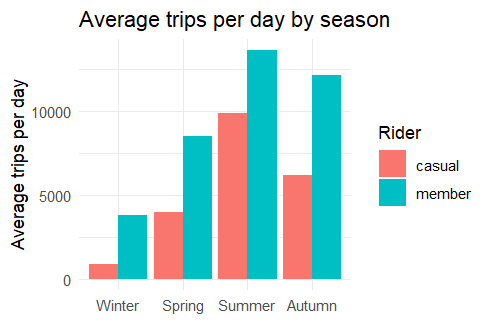 Average trips per day by season
Average trips per day
10000
5000
0
Winter Spring Summer Autumn
Rider
casual
member